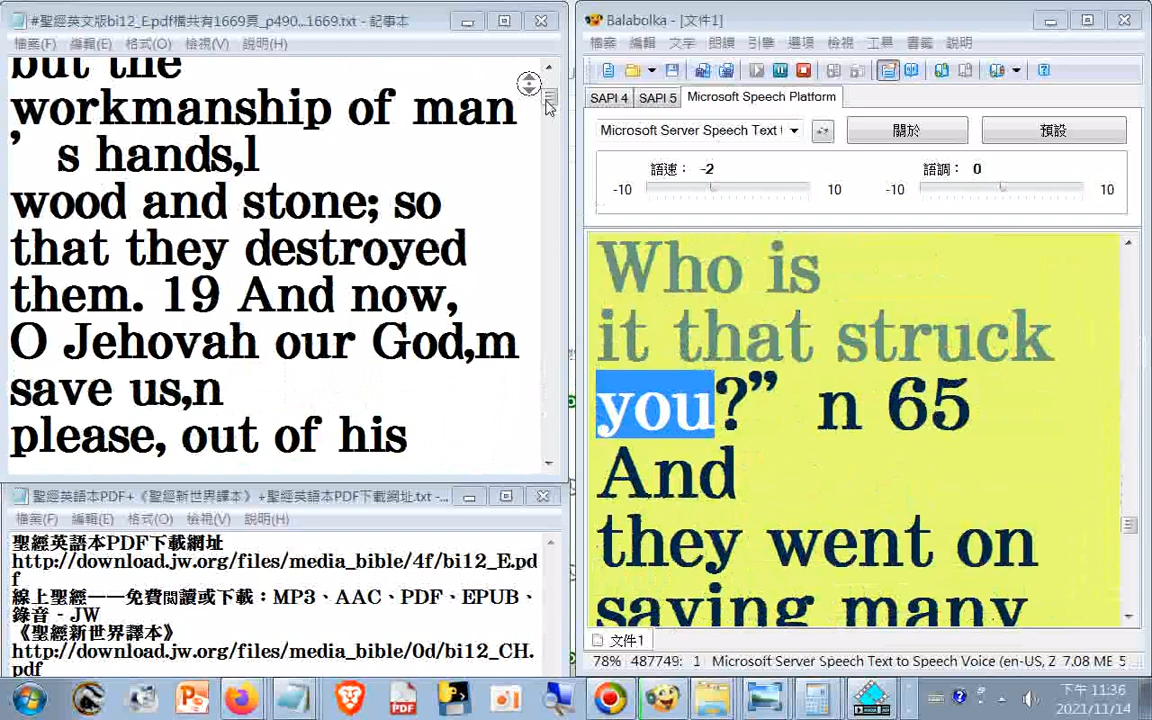 #聖經英文版bi12_E.pdf橫共有1669頁_p490...1669.txt - 記事本
檔案(F) 編輯(E) 格式(O) 檢視(V) 說明(H)
but the
workmanship of man
’ s hands,l
wood and stone; so
that they destroyed
them. 19 And now,
O Jehovah our God,m
save us,n
please, out of his
聖經英語本PDF+《聖經新世界譯本》+聖經英語本PDF下載網址.txt -...
檔案(F) 編輯(E) 格式(O) 檢視(V) 說明(H)
聖經英語本PDF下載網址
http://download.jw.org/files/media_bible/4f/bi12_E.pd
f
線上聖經——免費閱讀或下載：MP3、AAC、PDF、EPUB、
錄音 - JW
《聖經新世界譯本》
http://download.jw.org/files/media_bible/0d/bi12_CH.
pdf
Balabolka - [文件1]
檔案 編輯 文字 朗讀 引擎 選項 檢視 工具 書籤 說明
SAPI 4 SAPI 5 Microsoft Speech Platform
Microsoft Server Speech Text 關於 預設
語速： -2 語調： 0
-10 10 -10 10
Who is
it that struck
you?” n 65
And
they went on
saying many
文件1
78% 487749: 1 Microsoft Server Speech Text to Speech Voice (en-US, Z 7.08 MB 5
PDF
下午 11:36
2021/11/14